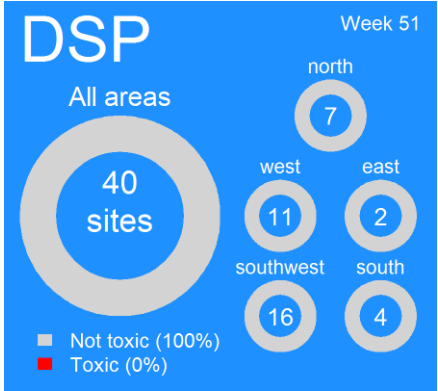 DSP
Week 51
All areas
40
sites
north
7
west
11
east
2
southwest
16
south
4
Not toxic (100%)
Toxic (0%)